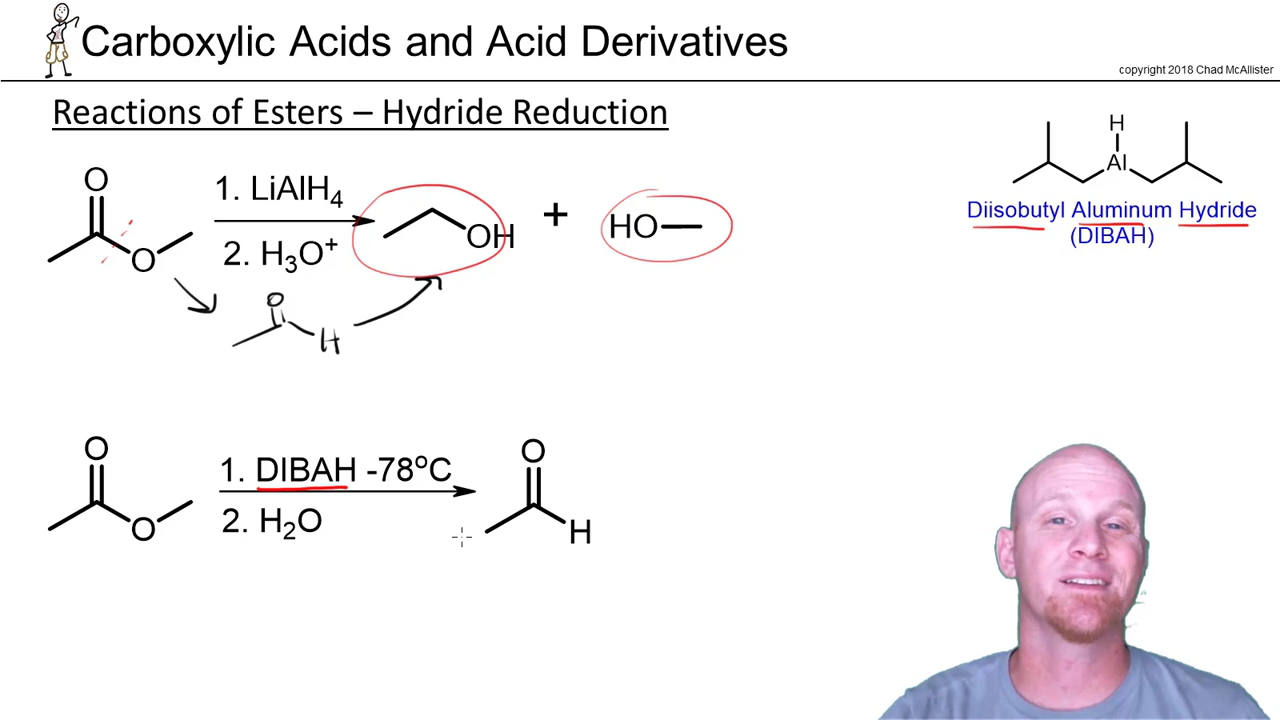 Carboxylic Acids and Acid Derivatives
copyright 2018 Chad McAllister
Reactions of Esters – Hydride Reduction
H
Al
Diisobutyl Aluminum Hydride
(DIBAH)
O
O
1. LiAlH₄
2. H₃O⁺
OH
+
HO
O
H
O
O
1. DIBAH -78ºC
2. H₂O
O
H